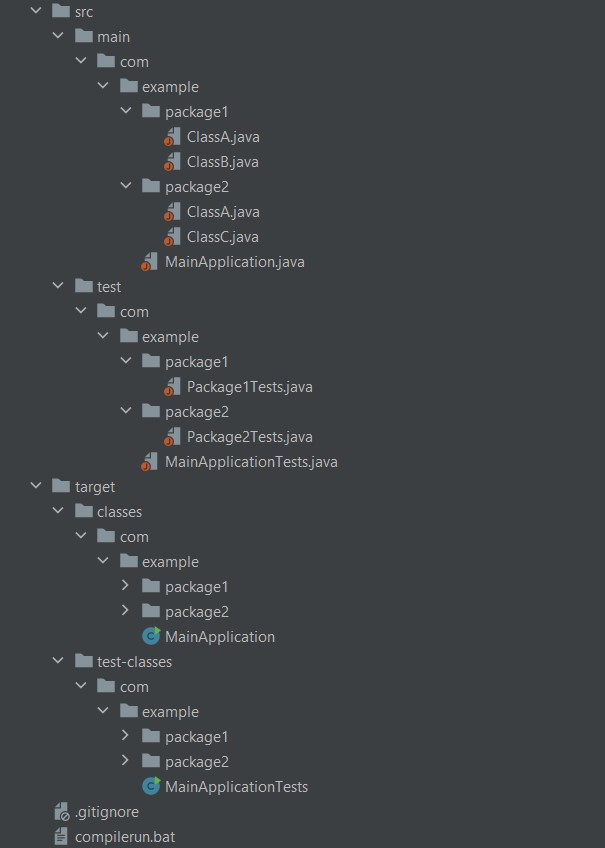 src
main
com
example
package1
ClassA.java
ClassB.java
package2
ClassA.java
ClassC.java
MainApplication.java
test
com
example
package1
Package1Tests.java
package2
Package2Tests.java
MainApplicationTests.java
target
classes
com
example
package1
package2
MainApplication
test-classes
com
example
package1
package2
MainApplicationTests
.gitignore
compilerun.bat